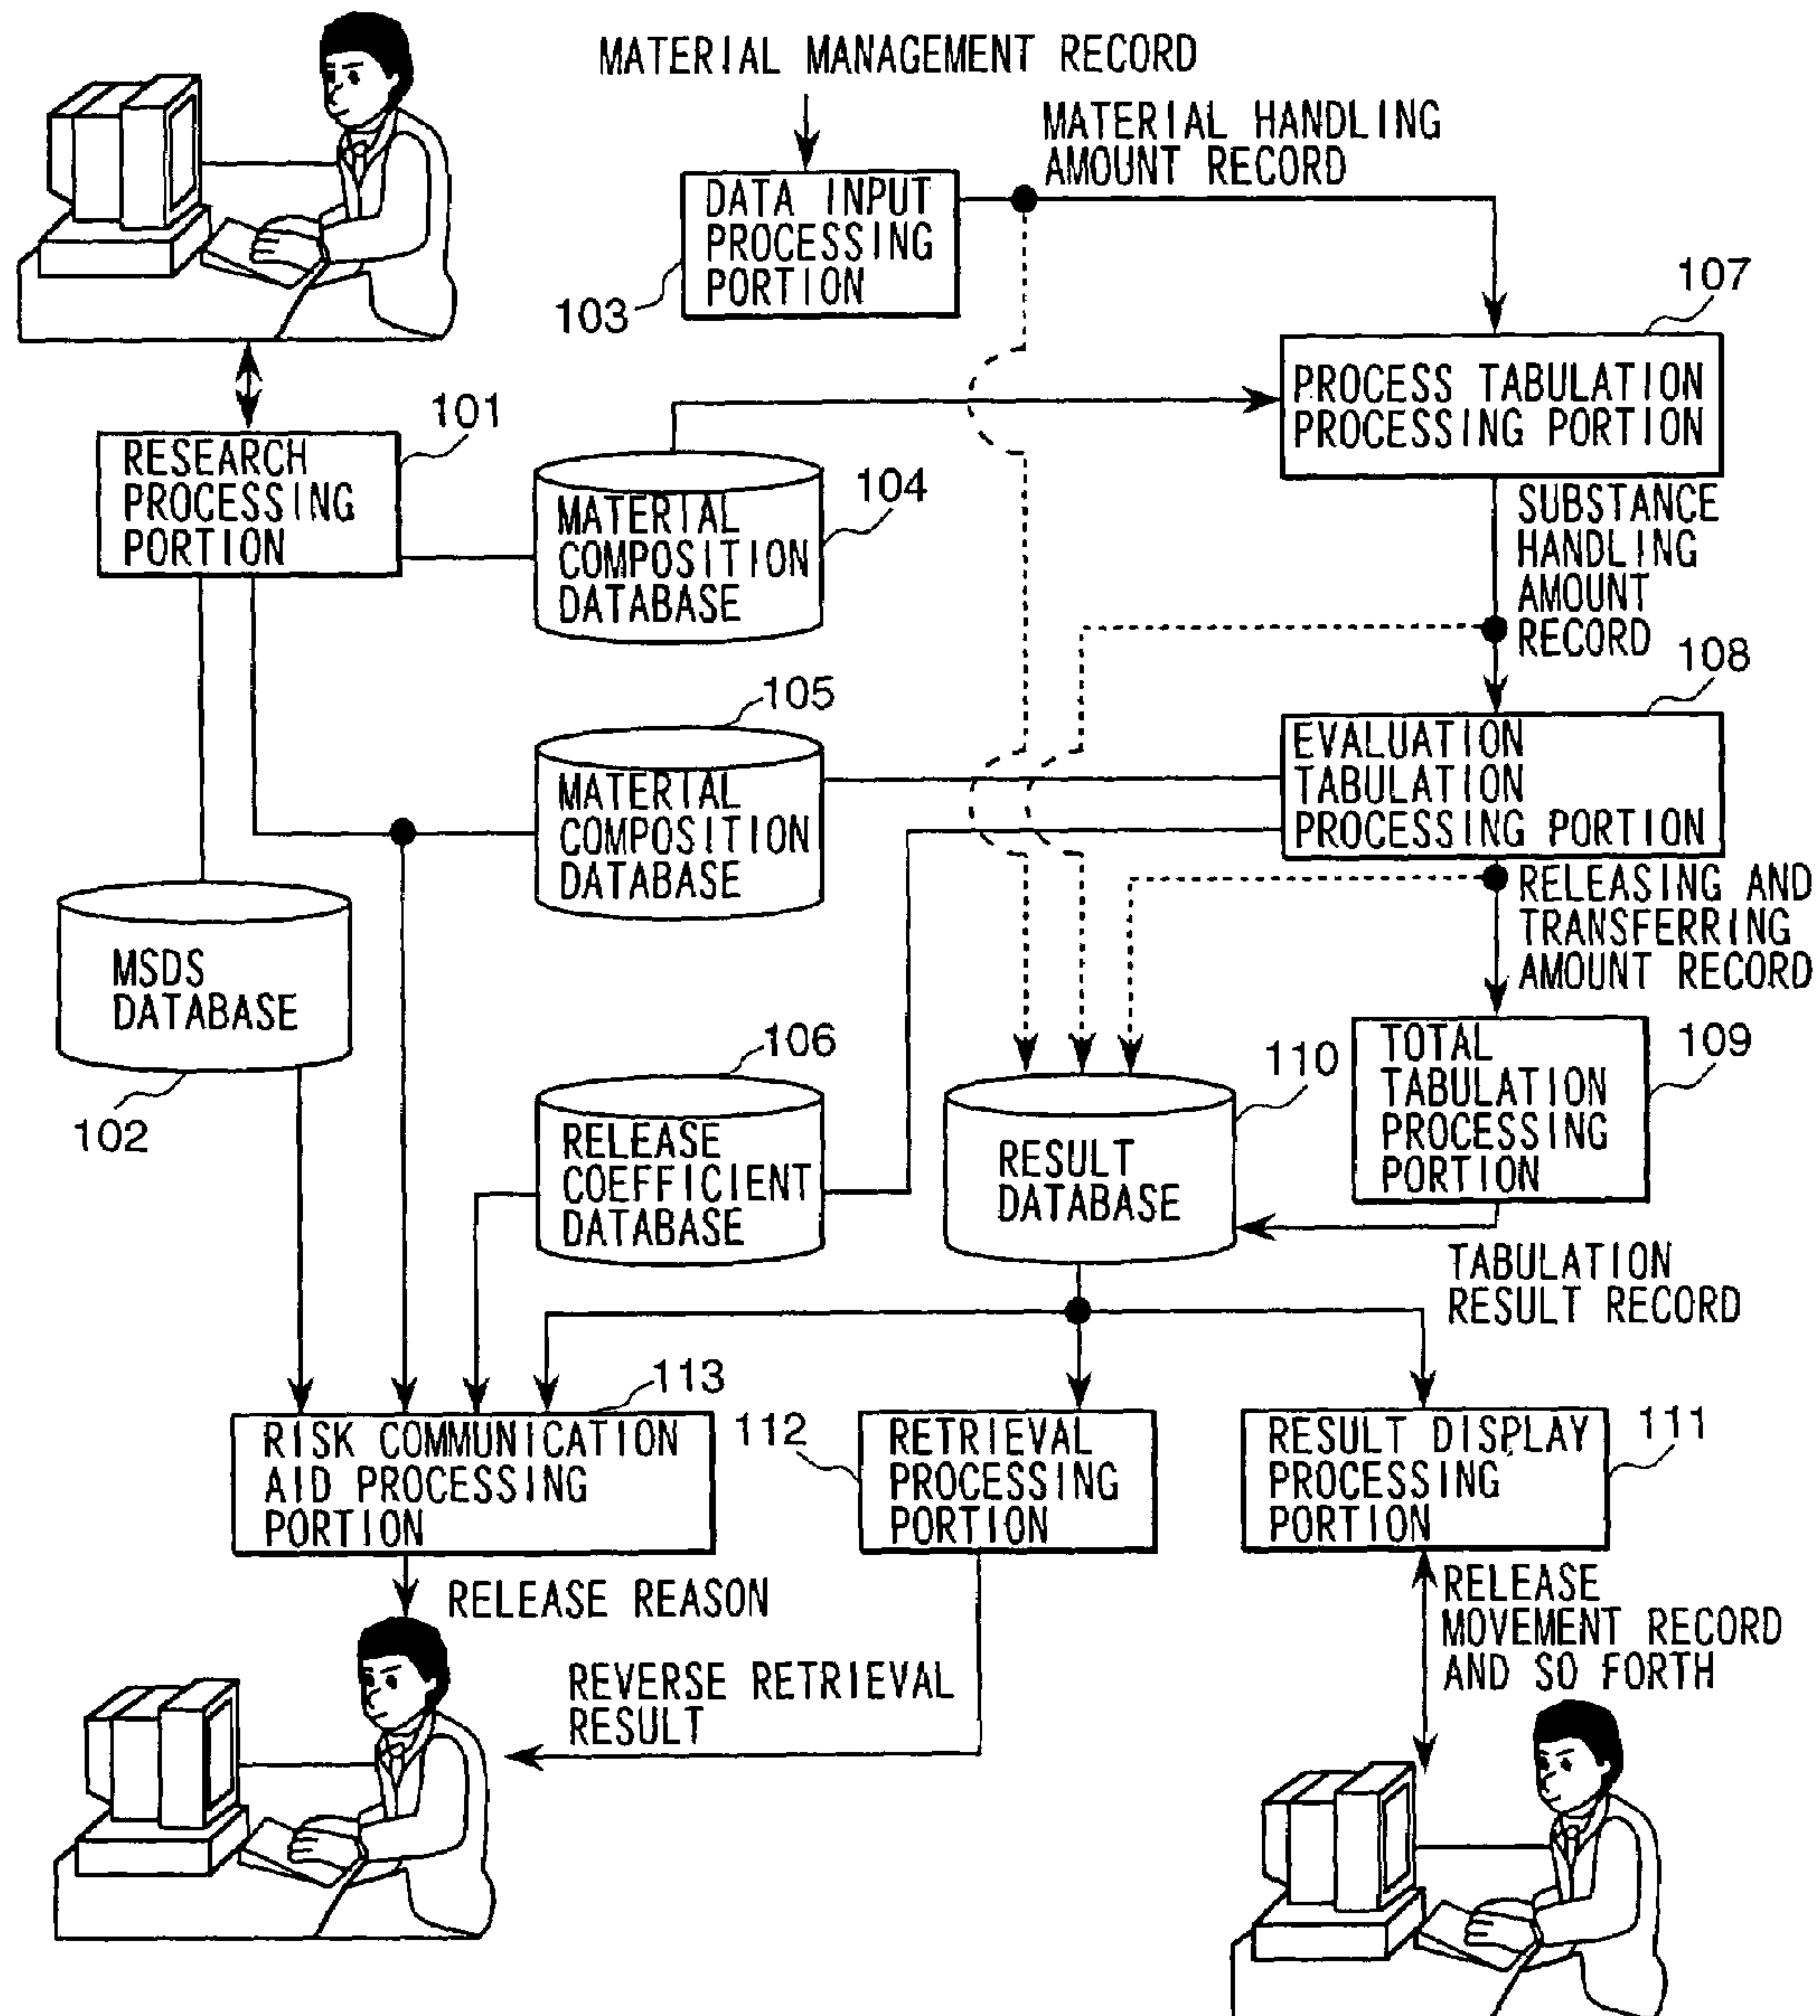 MATERIAL MANAGEMENT RECORD
MATERIAL HANDLING
AMOUNT RECORD
DATA INPUT
PROCESSING
PORTION
103
107
PROCESS TABULATION
PROCESSING PORTION
101
RESEARCH
PROCESSING
PORTION
104
MATERIAL
COMPOSITION
DATABASE
SUBSTANCE
HANDLING
AMOUNT
RECORD
108
105
MATERIAL
COMPOSITION
DATABASE
EVALUATION
TABULATION
PROCESSING PORTION
RELEASING AND
TRANSFERRING
AMOUNT RECORD
MSDS
DATABASE
102
106
RELEASE
COEFFICIENT
DATABASE
110
RESULT
DATABASE
TOTAL
TABULATION
PROCESSING
PORTION
109
TABULATION
RESULT RECORD
113
RISK COMMUNICATION
AID PROCESSING
PORTION
112
RETRIEVAL
PROCESSING
PORTION
RESULT DISPLAY
PROCESSING
PORTION
111
RELEASE REASON
REVERSE RETRIEVAL
RESULT
RELEASE
MOVEMENT RECORD
AND SO FORTH